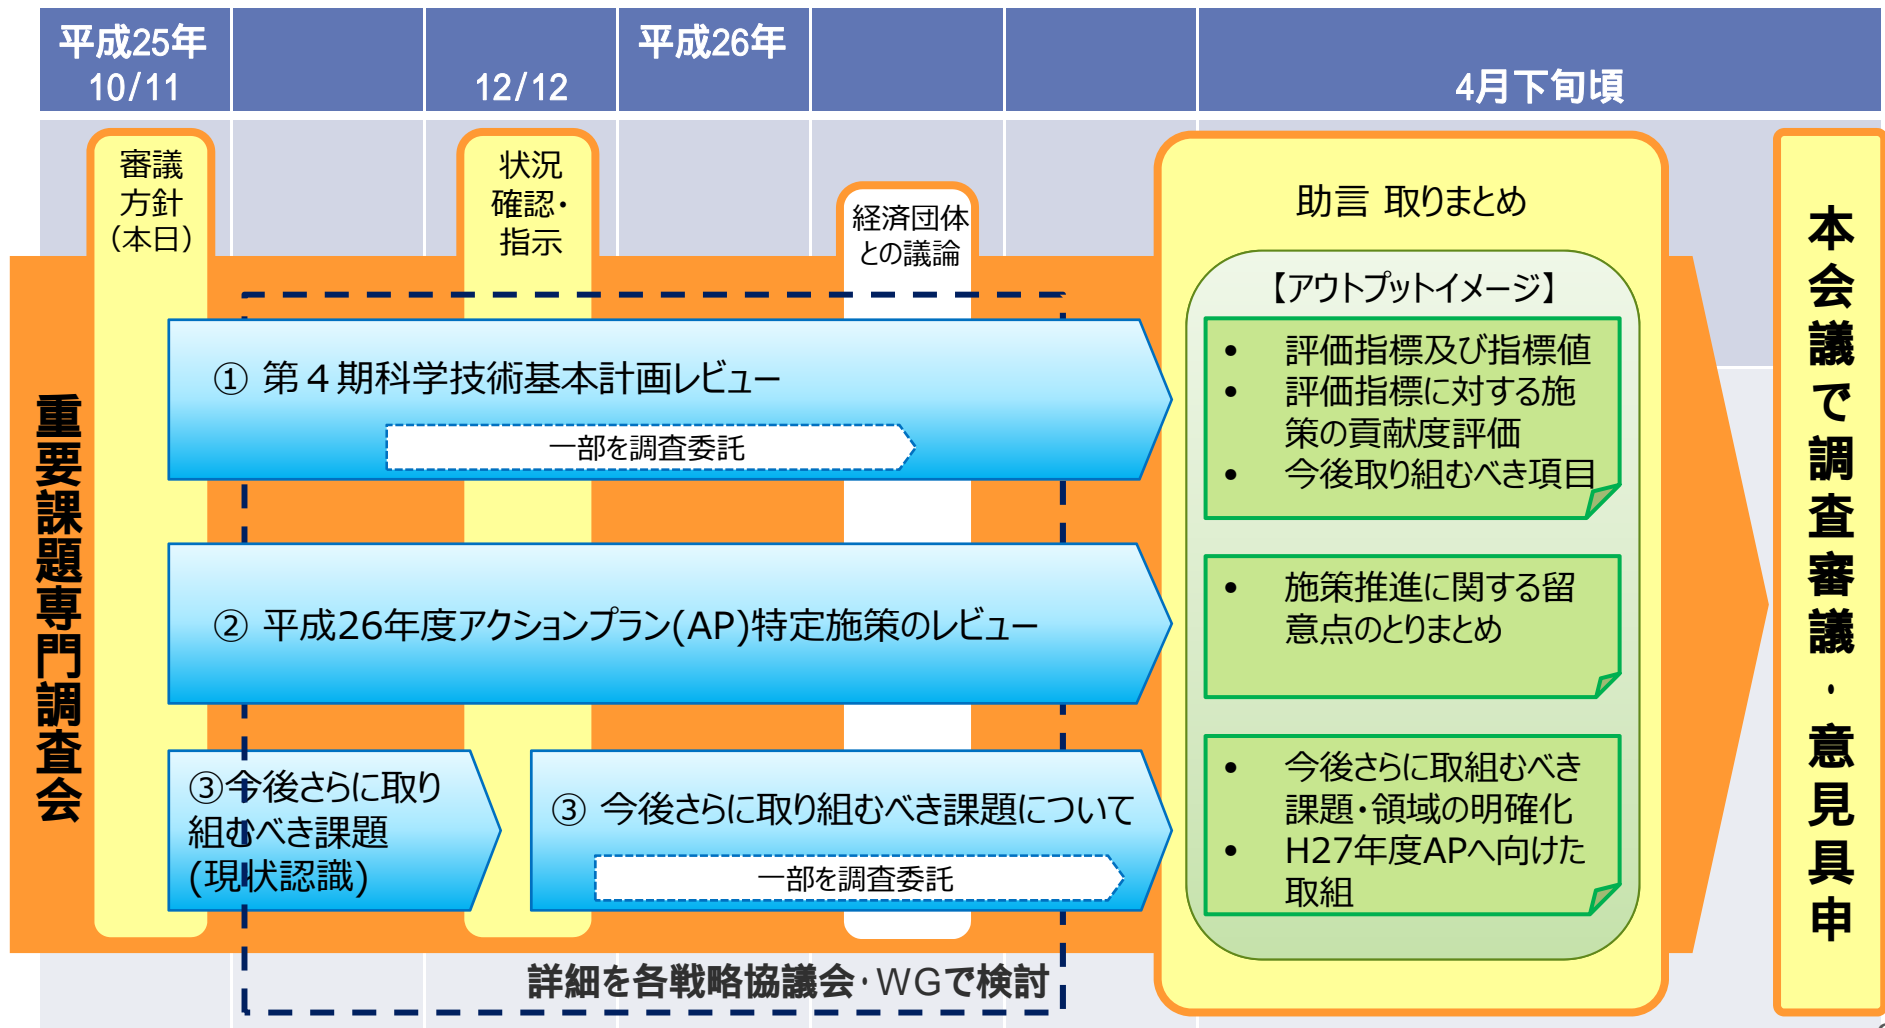 平成25年
10/11
12/12
平成26年
4月下旬頃
審議
方針
（本日）
状況
確認・
指示
経済団体
との議論
助言 取りまとめ
【アウトプットイメージ】
重要課題専門調査会
① 第４期科学技術基本計画レビュー
一部を調査委託
• 評価指標及び指標値
• 評価指標に対する施
策の貢献度評価
• 今後取り組むべき項目
② 平成26年度アクションプラン(AP)特定施策のレビュー
• 施策推進に関する留
意点のとりまとめ
③今後さらに取り
組むべき課題
(現状認識)
③ 今後さらに取り組むべき課題について
一部を調査委託
• 今後さらに取組むべき
課題・領域の明確化
• H27年度APへ向けた
取組
詳細を各戦略協議会・WGで検討
本会議で調査審議・意見具申